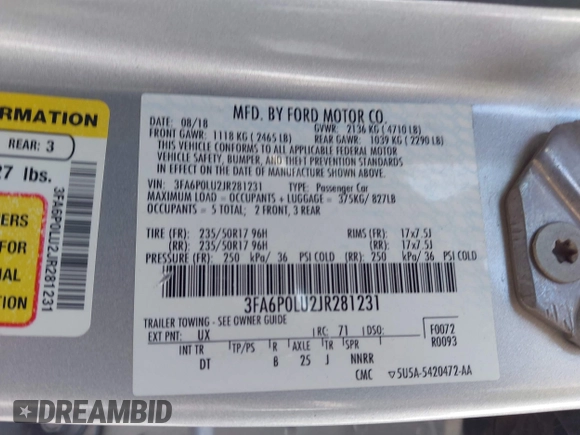 ORMATION
REAR: 3
27 lbs.
3FA6P0LU2JR281231
ERS
FOR
NAL
ION
MFD. BY FORD MOTOR CO.
DATE: 08/18
GVWR: 2136 KG ( 4710 LB)
FRONT GAWR: 1118 KG ( 2465 LB)
REAR GAWR: 1039 KG ( 2290 LB)
THIS VEHICLE CONFORMS TO ALL APPLICABLE FEDERAL MOTOR
VEHICLE SAFETY, BUMPER, AND THEFT PREVENTION STANDARDS
IN EFFECT ON THE DATE OF MANUFACTURE SHOWN ABOVE.
VIN: 3FA6P0LU2JR281231 TYPE: Passenger Car
MAXIMUM LOAD = OCCUPANTS + LUGGAGE = 375KG/ 827LB
OCCUPANTS = 5 TOTAL; 2 FRONT, 3 REAR
TIRE (FR): 235/50R17 96H RIMS (FR): 17x7.5J
(RR): 235/50R17 96H (RR): 17x7.5J
PRESSURE (FR): 250 kPa/ 36 PSI COLD (RR): 250 kPa/ 36 PSI COLD
3FA6P0LU2JR281231
TRAILER TOWING - SEE OWNER GUIDE
EXT PNT: UX RC: 71 DSO: F0072
INT TR TP/PS R AXLE TR SPR R0093
DT B 25 J NNRR
CMC 5U5A-5420472-AA
DREAMBID